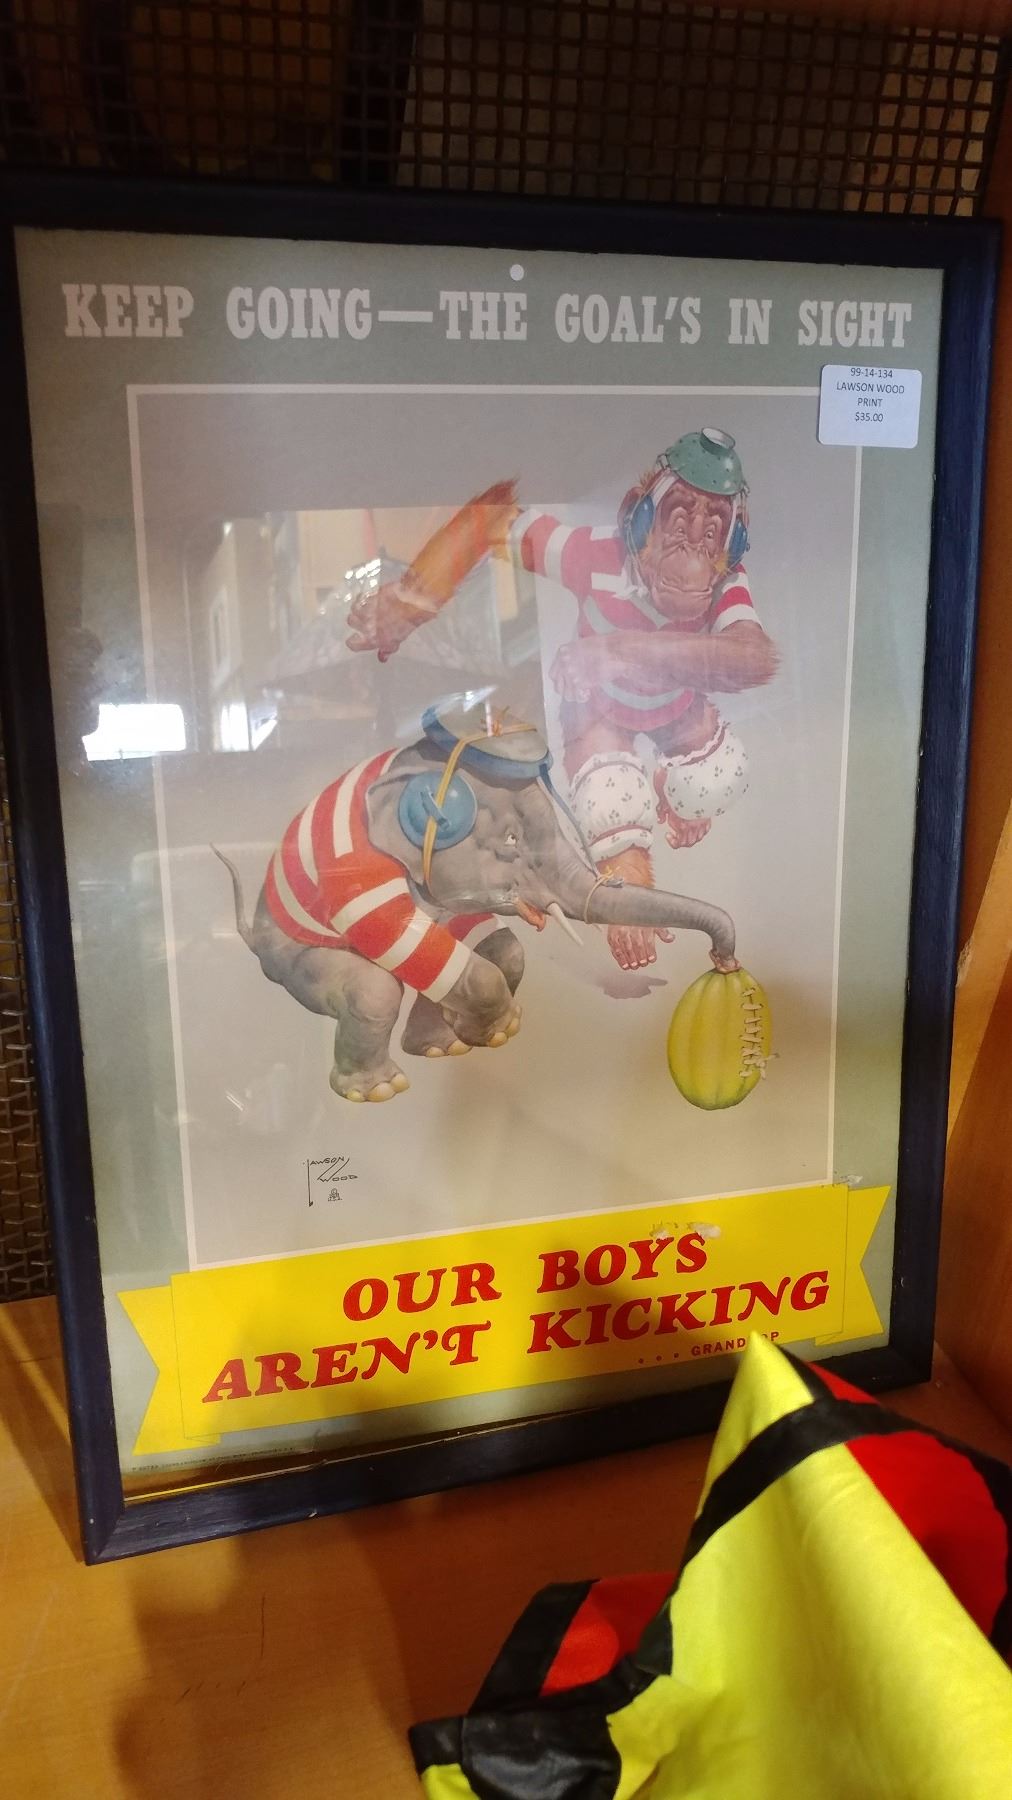 KEEP GOING—THE GOAL'S IN SIGHT
99-14-134
LAWSON WOOD
PRINT
$35.00
LAWSON
WOOD
OUR BOYS
AREN'T KICKING